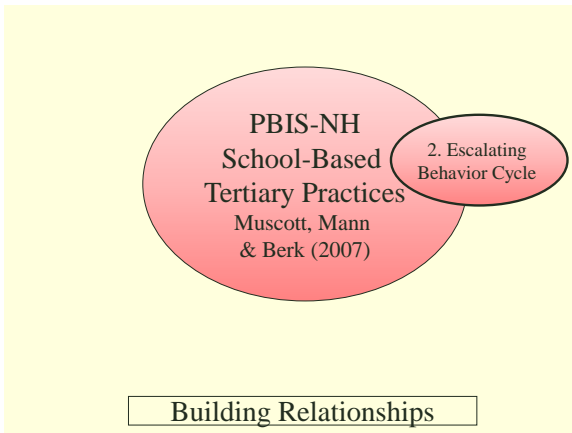 PBIS-NH
School-Based
Tertiary Practices
Muscott, Mann
& Berk (2007)
2. Escalating
Behavior Cycle
Building Relationships